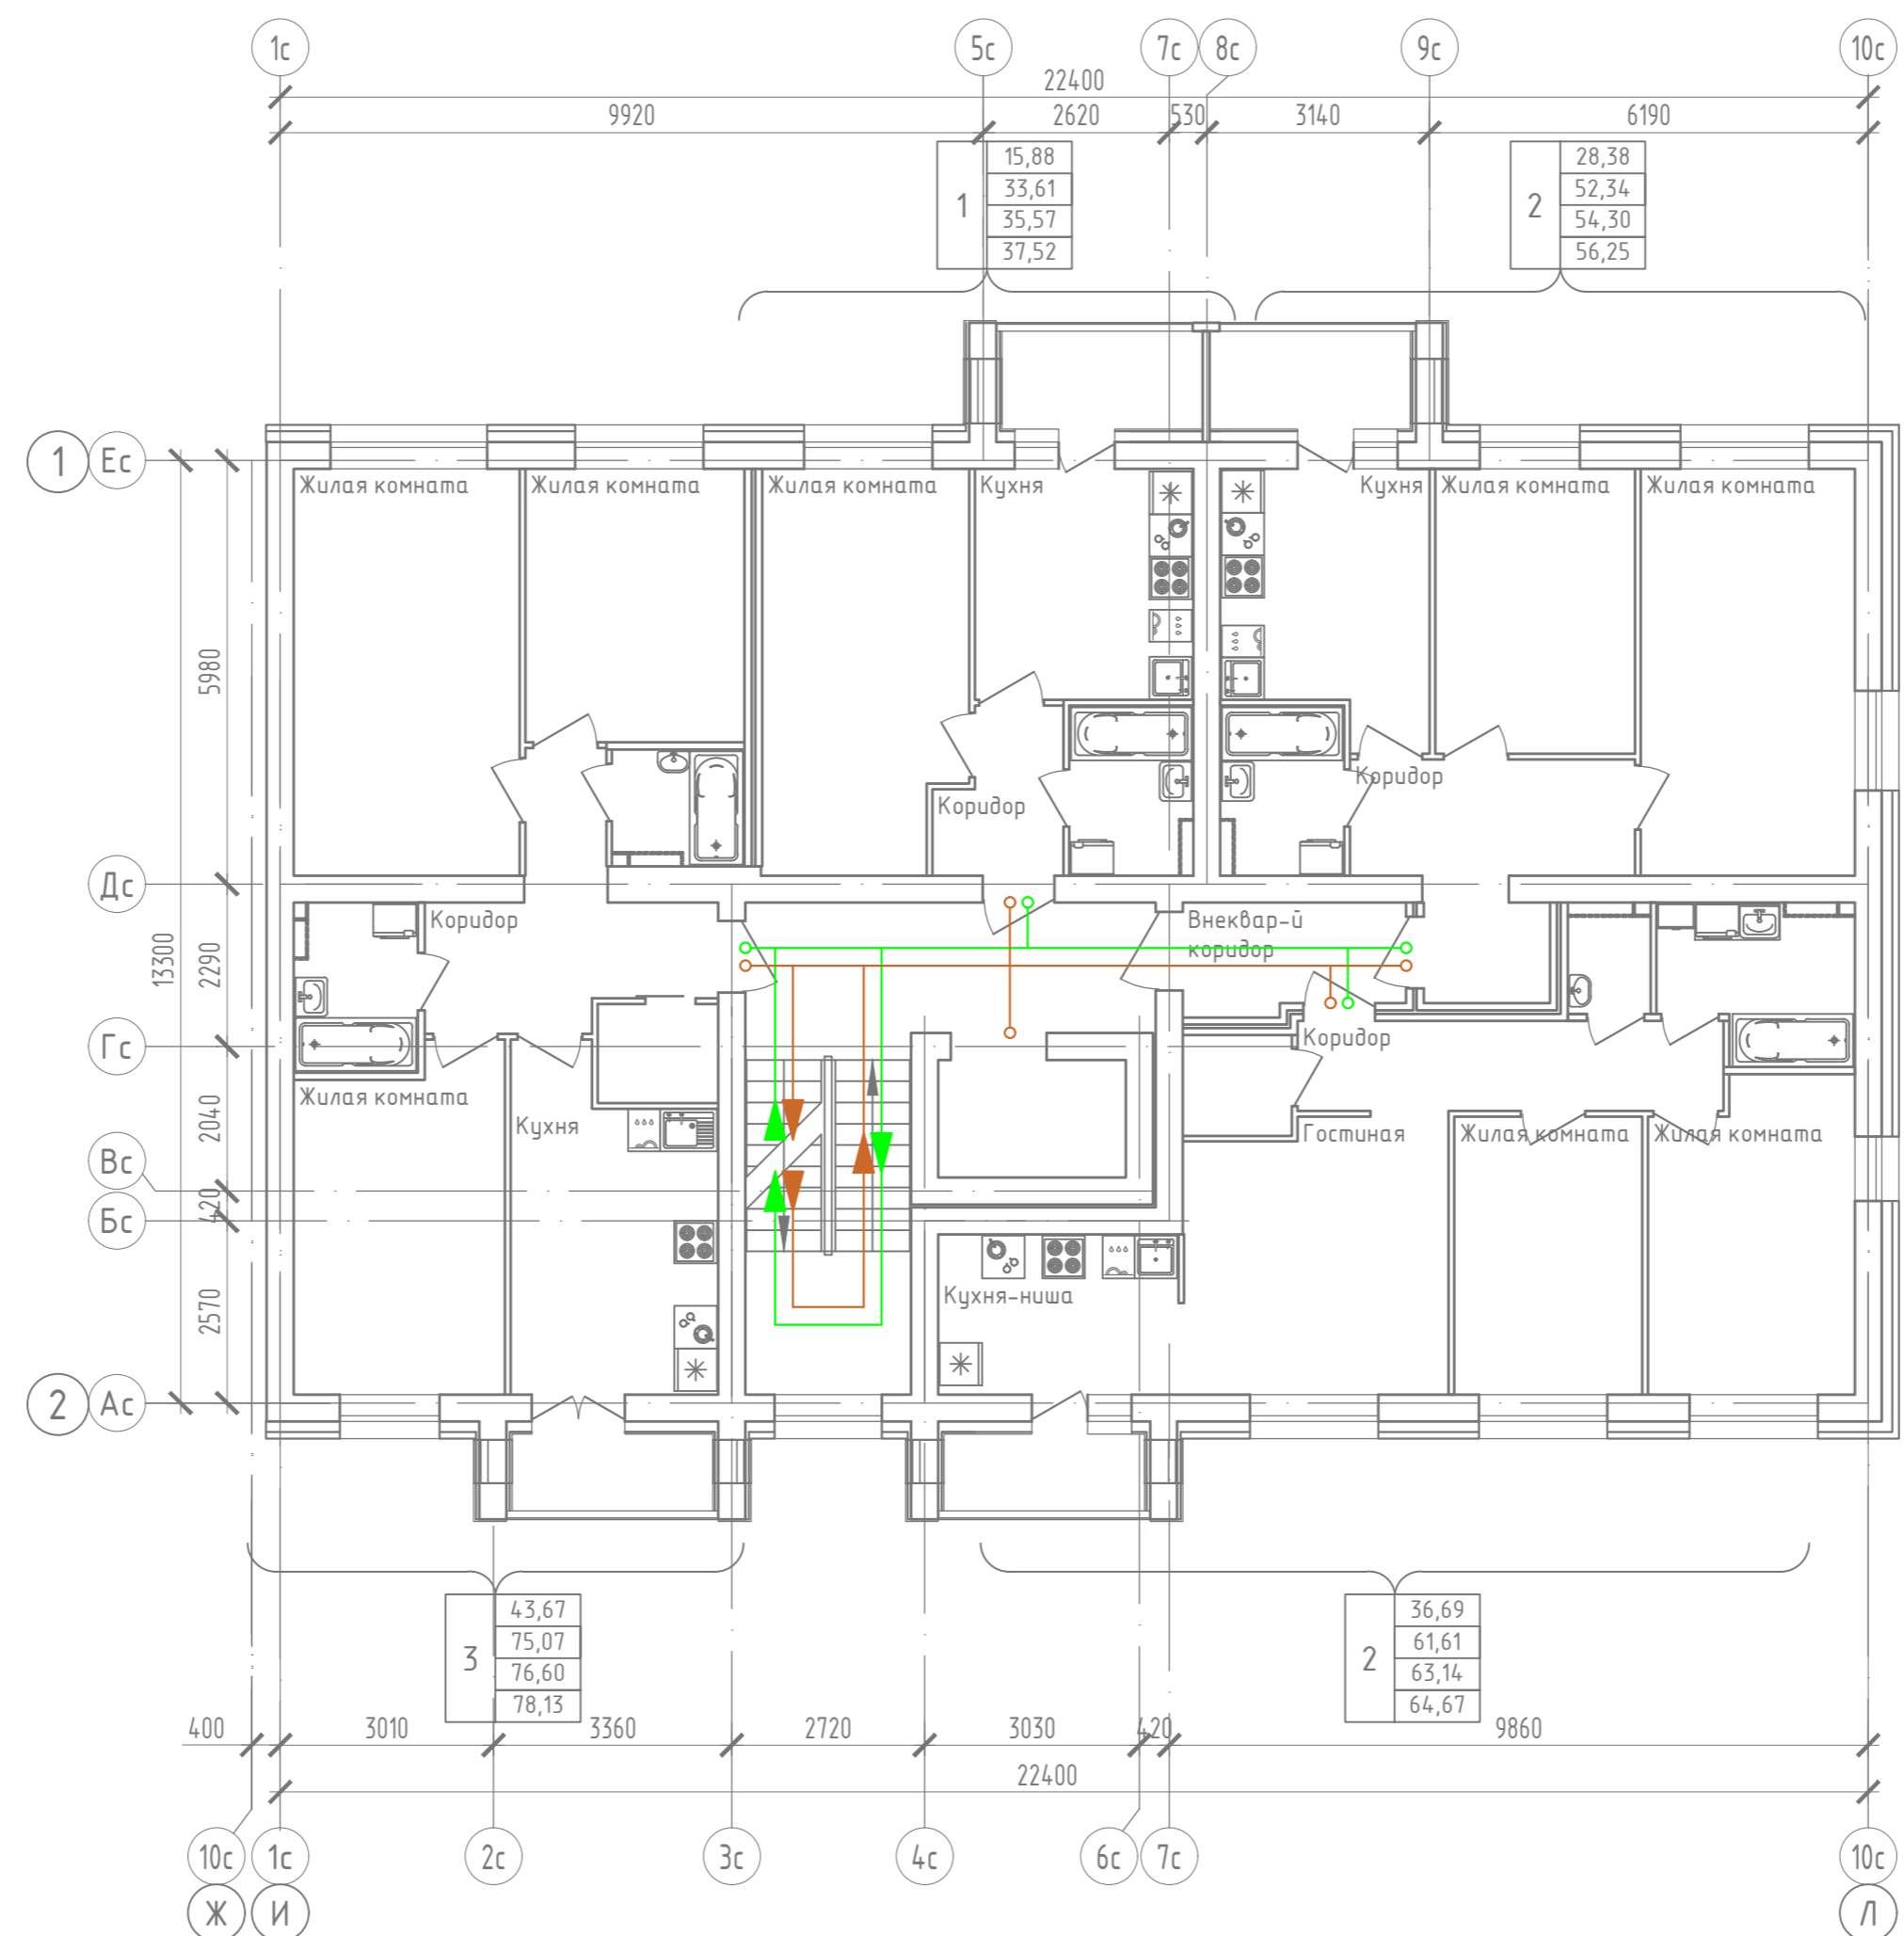 1с 5с 7с 8с 9с 10с
22400
9920 2620 530 3140 6190
1
15,88
33,61
35,57
37,52
2
28,38
52,34
54,30
56,25
1 Ес
Жилая комната Жилая комната Жилая комната Кухня Кухня Жилая комната Жилая комната
5980
Коридор
Коридор
Дс
Коридор
Внеквар-й
коридор
13300
2290
Гс
Коридор
Жилая комната
2040
Кухня
Гостиная Жилая комната Жилая комната
Вс
420
Бс
2570
Кухня-ниша
2 Ас
3
43,67
75,07
76,60
78,13
2
36,69
61,61
63,14
64,67
400 3010 3360 2720 3030 420 9860
22400
10с 1с 2с 3с 4с 6с 7с 10с
Ж И Л